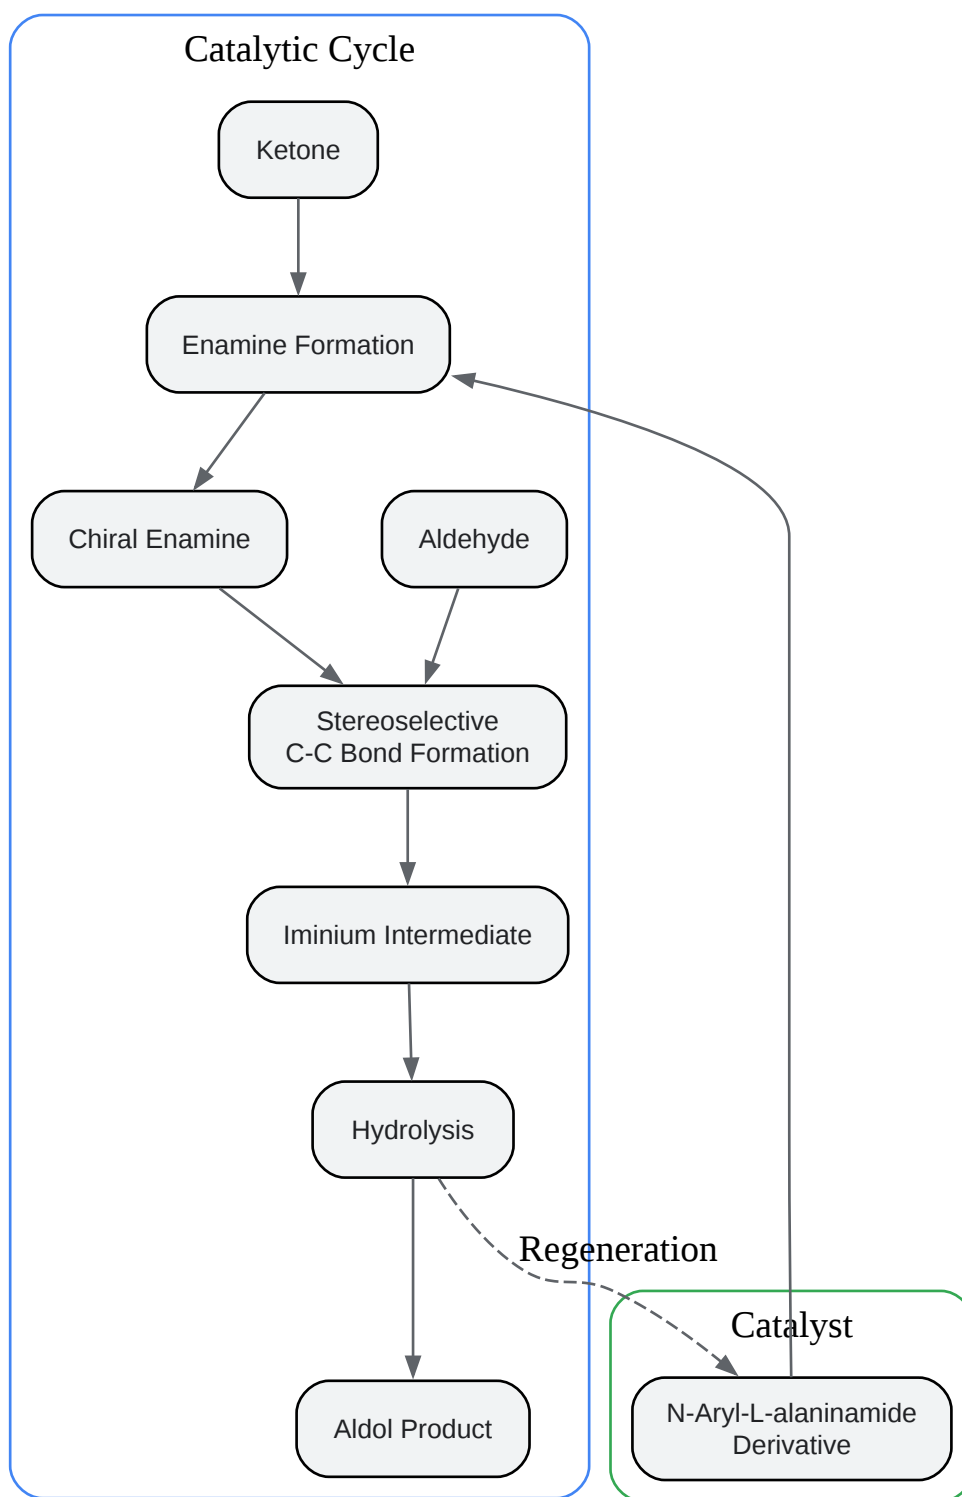 Catalytic Cycle
Ketone
Enamine Formation
Chiral Enamine
Aldehyde
Stereoselective
C-C Bond Formation
Iminium Intermediate
Hydrolysis
Regeneration
Catalyst
N-Aryl-L-alaninamide
Derivative
Aldol Product